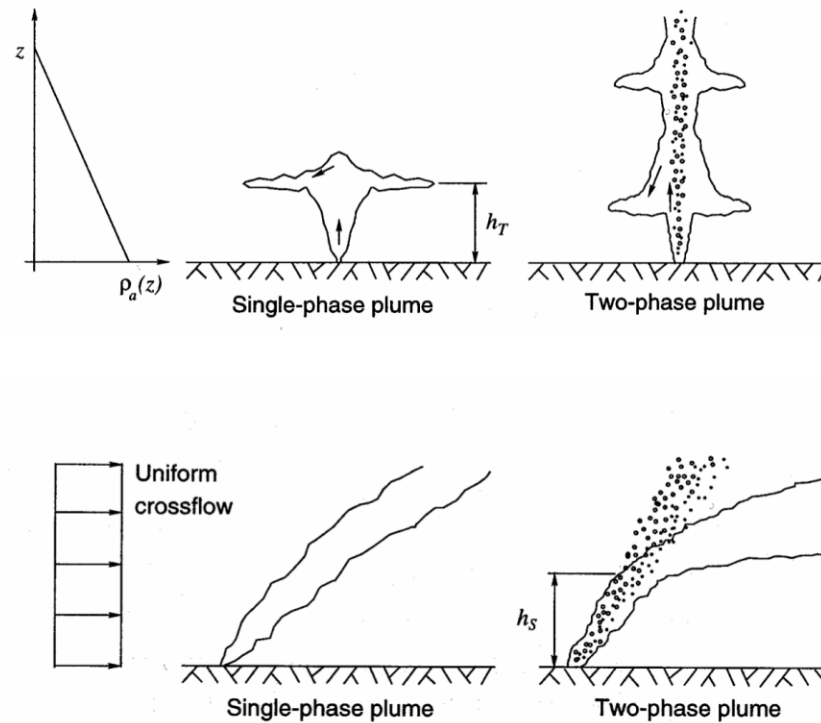 z
h_T
ρ_a(z)
Single-phase plume
Two-phase plume
Uniform
crossflow
h_S
Single-phase plume
Two-phase plume